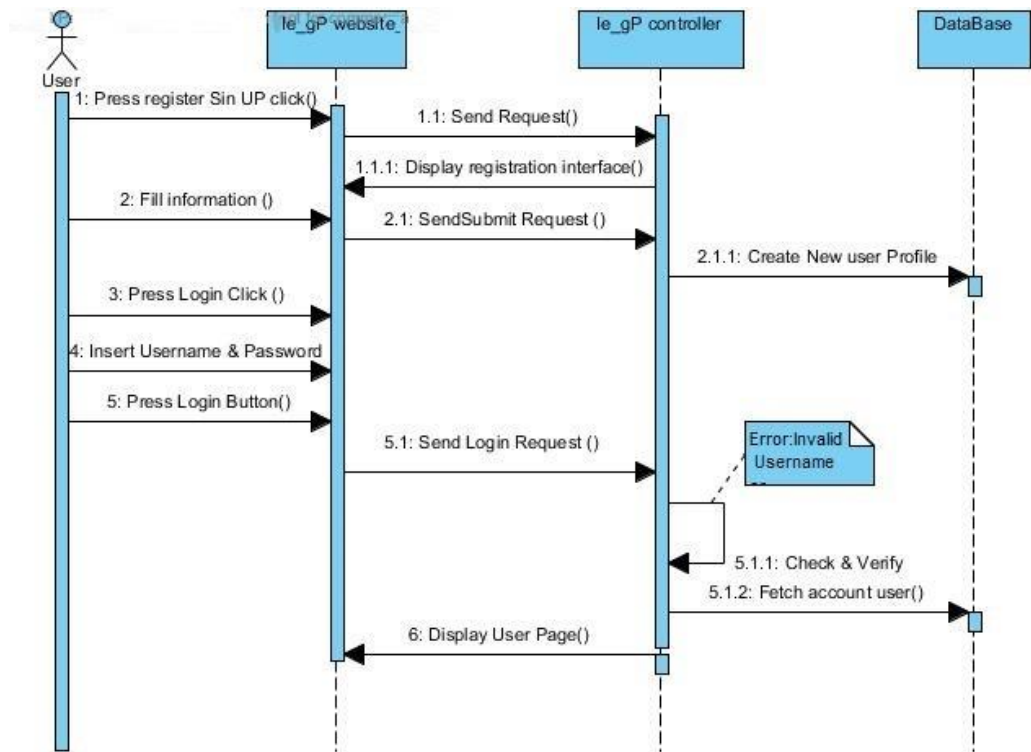 le_gP website_
le_gP controller
DataBase
User
1: Press register Sin UP click()
1.1: Send Request()
1.1.1: Display registration interface()
2: Fill information ()
2.1: SendSubmit Request ()
2.1.1: Create New user Profile
3: Press Login Click ()
4: Insert Username & Password
5: Press Login Button()
5.1: Send Login Request ()
Error:Invalid
Username
5.1.1: Check & Verify
5.1.2: Fetch account user()
6: Display User Page()